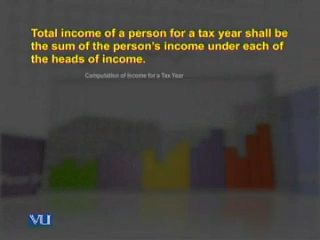 Total income of a person for a tax year shall be
the sum of the person's income under each of
the heads of income.
Computation of Income for a Tax Year
VU